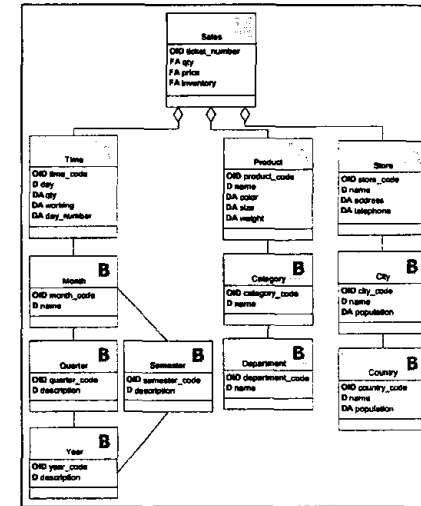 Sales
OID ticket_number
FA qty
FA price
FA inventory
Time
OID time_code
D day
DA qty
DA working
DA day_number
Product
OID product_code
D name
DA color
DA size
DA weight
Store
OID store_code
D name
DA address
DA telephone
B
Month
OID month_code
D name
B
Category
OID category_code
D name
B
City
OID city_code
D name
DA population
B
Quarter
OID quarter_code
D description
B
Semester
OID semester_code
D description
B
Department
OID department_code
D name
B
Country
OID country_code
D name
DA population
B
Year
OID year_code
D description